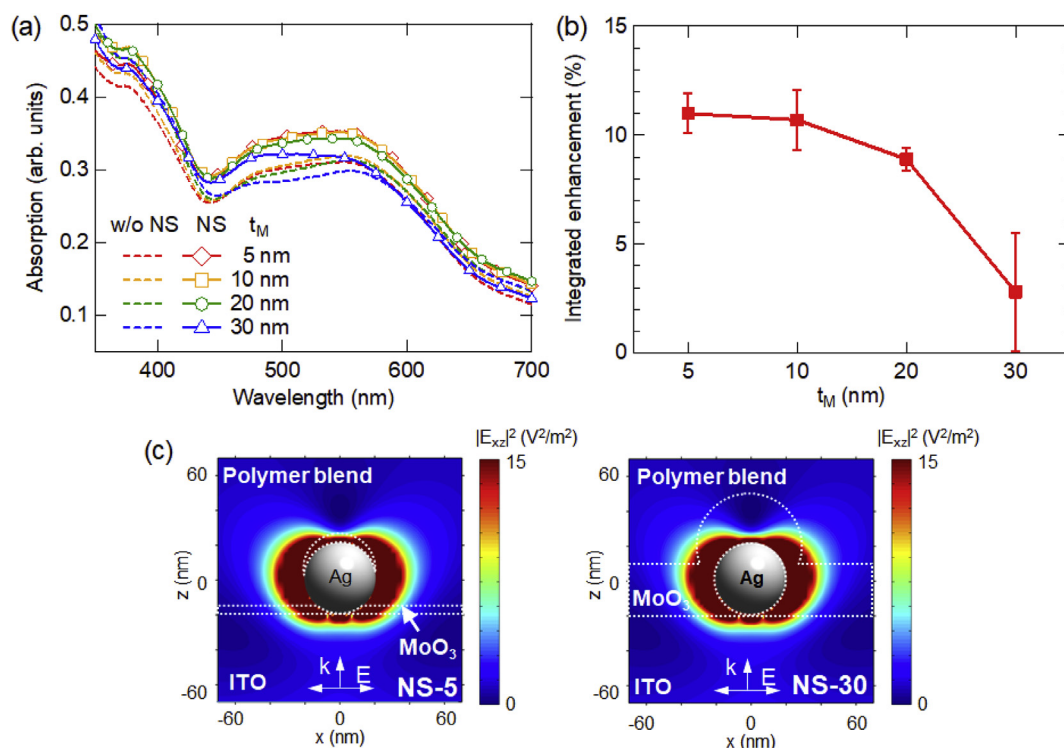 (a)
0.5
0.4
0.3
0.2
0.1
Absorption (arb. units)
w/o NS NS t_M
5 nm
10 nm
20 nm
30 nm
400 500 600 700
Wavelength (nm)
(b)
15
10
5
0
Integrated enhancement (%)
5 10 20 30
t_M (nm)
(c)
|E_xz|² (V²/m²)
60
0
-60
z (nm)
Polymer blend
Ag
MoO₃
ITO
k
E
NS-5
15
0
-60 0 60
x (nm)
|E_xz|² (V²/m²)
60
0
-60
z (nm)
Polymer blend
Ag
MoO₃
ITO
k
E
NS-30
15
0
-60 0 60
x (nm)